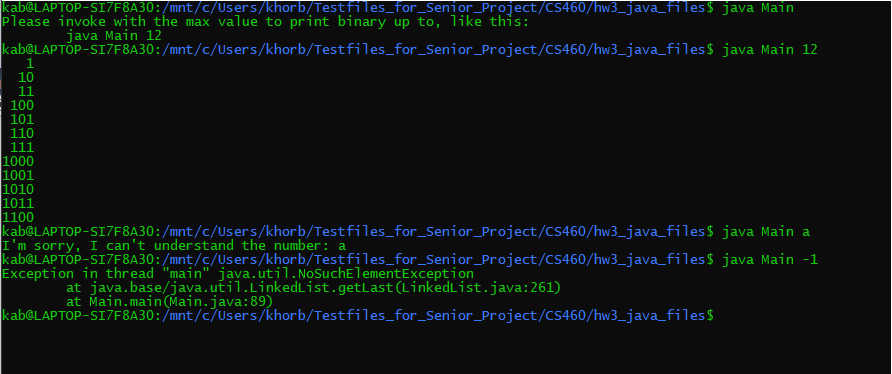 kab@LAPTOP-SI7F8A30:/mnt/c/Users/khorb/Testfiles_for_Senior_Project/CS460/hw3_java_files$ java Main
Please invoke with the max value to print binary up to, like this:
        java Main 12
kab@LAPTOP-SI7F8A30:/mnt/c/Users/khorb/Testfiles_for_Senior_Project/CS460/hw3_java_files$ java Main 12
   1
  10
  11
 100
 101
 110
 111
1000
1001
1010
1011
1100
kab@LAPTOP-SI7F8A30:/mnt/c/Users/khorb/Testfiles_for_Senior_Project/CS460/hw3_java_files$ java Main a
I'm sorry, I can't understand the number: a
kab@LAPTOP-SI7F8A30:/mnt/c/Users/khorb/Testfiles_for_Senior_Project/CS460/hw3_java_files$ java Main -1
Exception in thread "main" java.util.NoSuchElementException
        at java.base/java.util.LinkedList.getLast(LinkedList.java:261)
        at Main.main(Main.java:89)
kab@LAPTOP-SI7F8A30:/mnt/c/Users/khorb/Testfiles_for_Senior_Project/CS460/hw3_java_files$